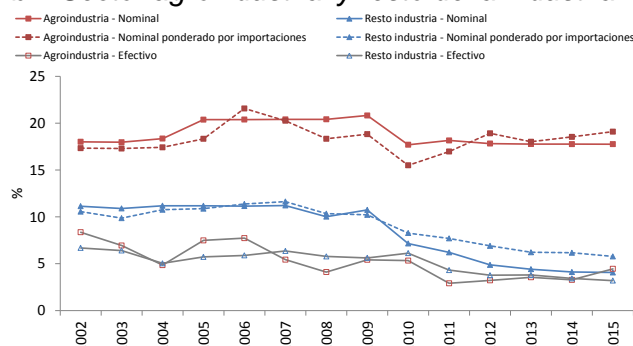 Agroindustria - Nominal
Resto industria - Nominal
Agroindustria - Nominal ponderado por importaciones
Resto industria - Nominal ponderado por importaciones
Agroindustria - Efectivo
Resto industria - Efectivo
25
20
15
10
5
0
%
002 003 004 005 006 007 008 009 010 011 012 013 014 015